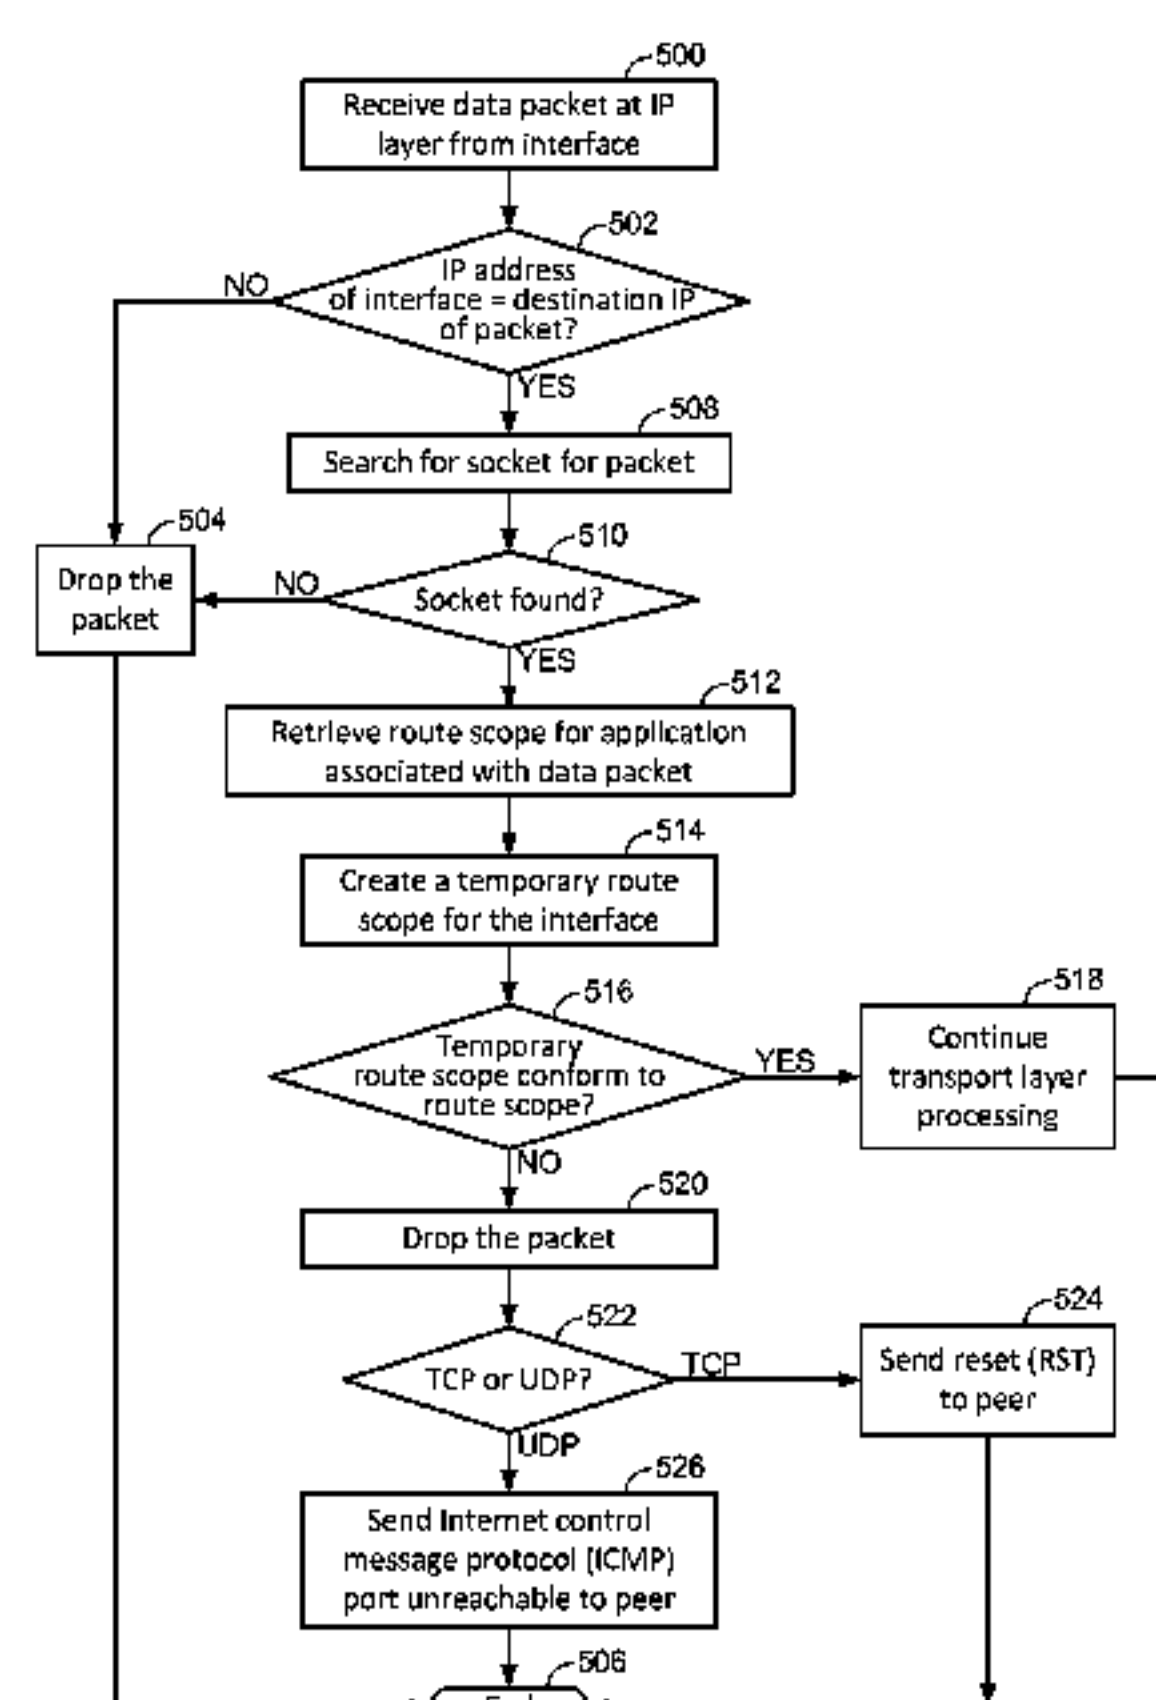 500
Receive data packet at IP
layer from interface
502
IP address
of interface = destination IP
of packet?
NO
YES
508
Search for socket for packet
504
Drop the
packet
510
Socket found?
NO
YES
512
Retrieve route scope for application
associated with data packet
514
Create a temporary route
scope for the interface
516
Temporary
route scope conform to
route scope?
YES
518
Continue
transport layer
processing
NO
520
Drop the packet
522
TCP or UDP?
TCP
524
Send reset (RST)
to peer
UDP
526
Send Internet control
message protocol (ICMP)
port unreachable to peer
506